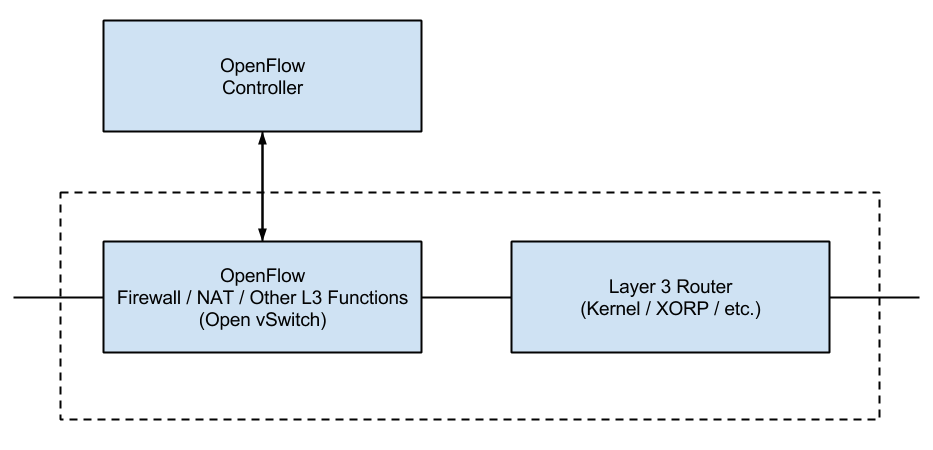 OpenFlow
Controller
OpenFlow
Firewall / NAT / Other L3 Functions
(Open vSwitch)
Layer 3 Router
(Kernel / XORP / etc.)